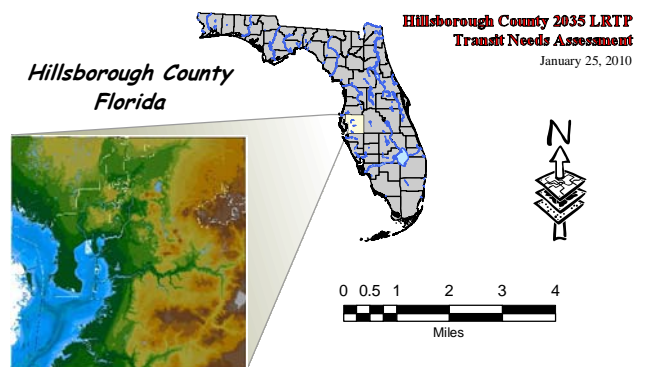 Hillsborough County 2035 LRTP
Transit Needs Assessment
January 25, 2010
Hillsborough County
Florida
N
0 0.5 1 2 3 4
Miles